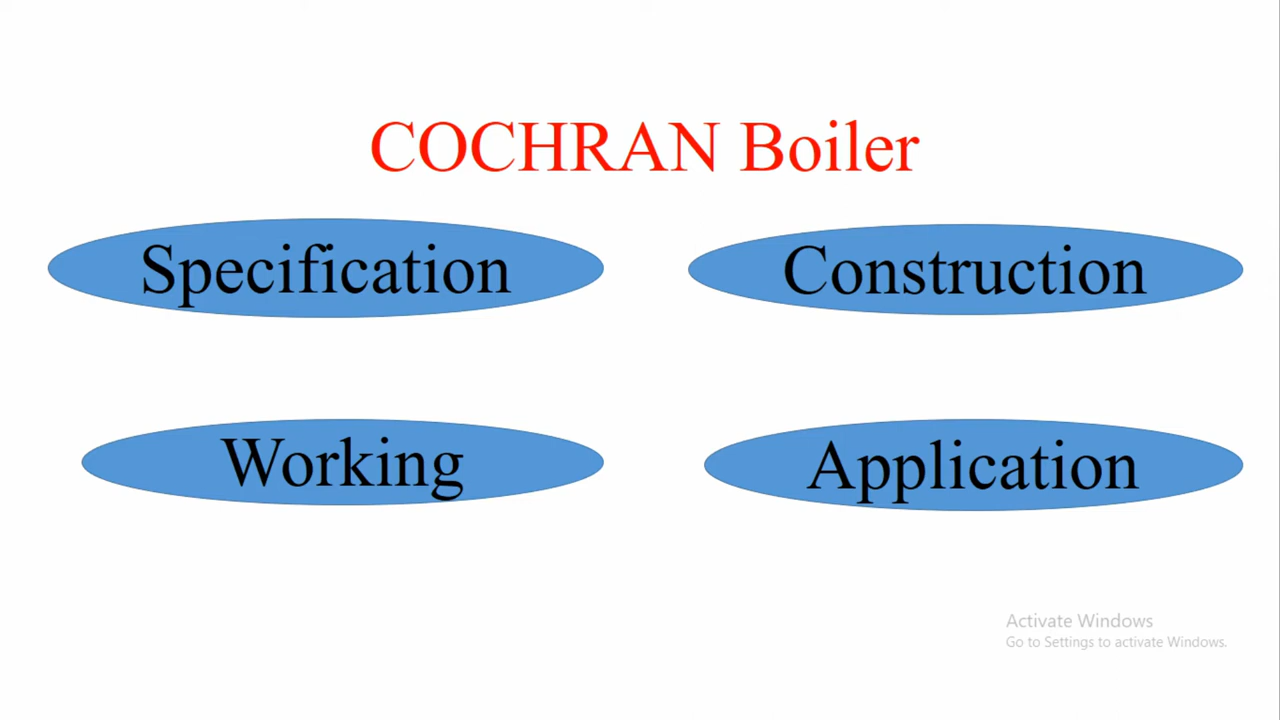 COCHRAN Boiler
Specification
Construction
Working
Application
Activate Windows
Go to Settings to activate Windows.